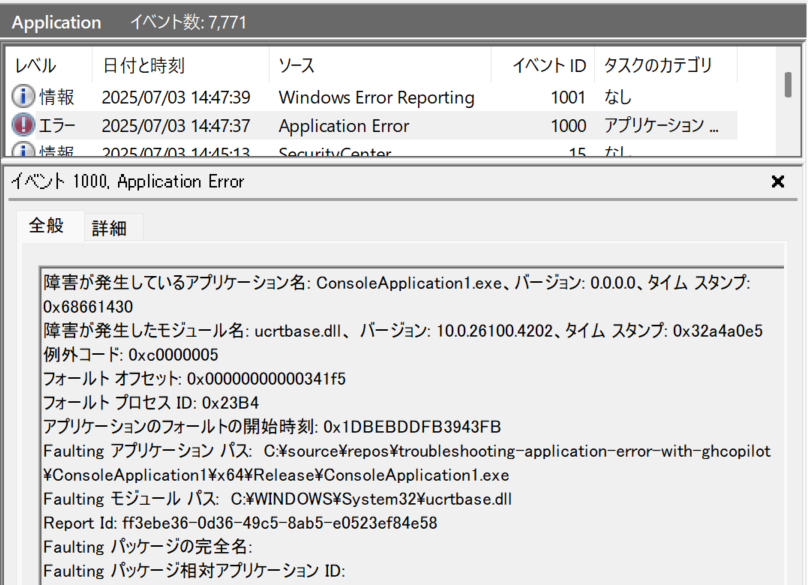 Application イベント数: 7,771
レベル 日付と時刻 ソース イベント ID タスクのカテゴリ
情報 2025/07/03 14:47:39 Windows Error Reporting 1001 なし
エラー 2025/07/03 14:47:37 Application Error 1000 アプリケーション ...
情報 2025/07/03 14:45:13 SecurityCenter 15 なし
イベント 1000, Application Error
全般 詳細
障害が発生しているアプリケーション名: ConsoleApplication1.exe、バージョン: 0.0.0.0、タイム スタンプ:
0x68661430
障害が発生したモジュール名: ucrtbase.dll、 バージョン: 10.0.26100.4202、タイム スタンプ: 0x32a4a0e5
例外コード: 0xc0000005
フォールト オフセット: 0x00000000000341f5
フォールト プロセス ID: 0x23B4
アプリケーションのフォールトの開始時刻: 0x1DBEBDDFB3943FB
Faulting アプリケーション パス: C:¥source¥repos¥troubleshooting-application-error-with-ghcopilot
¥ConsoleApplication1¥x64¥Release¥ConsoleApplication1.exe
Faulting モジュール パス: C:¥WINDOWS¥System32¥ucrtbase.dll
Report Id: ff3ebe36-0d36-49c5-8ab5-e0523ef84e58
Faulting パッケージの完全名:
Faulting パッケージ相対アプリケーション ID: